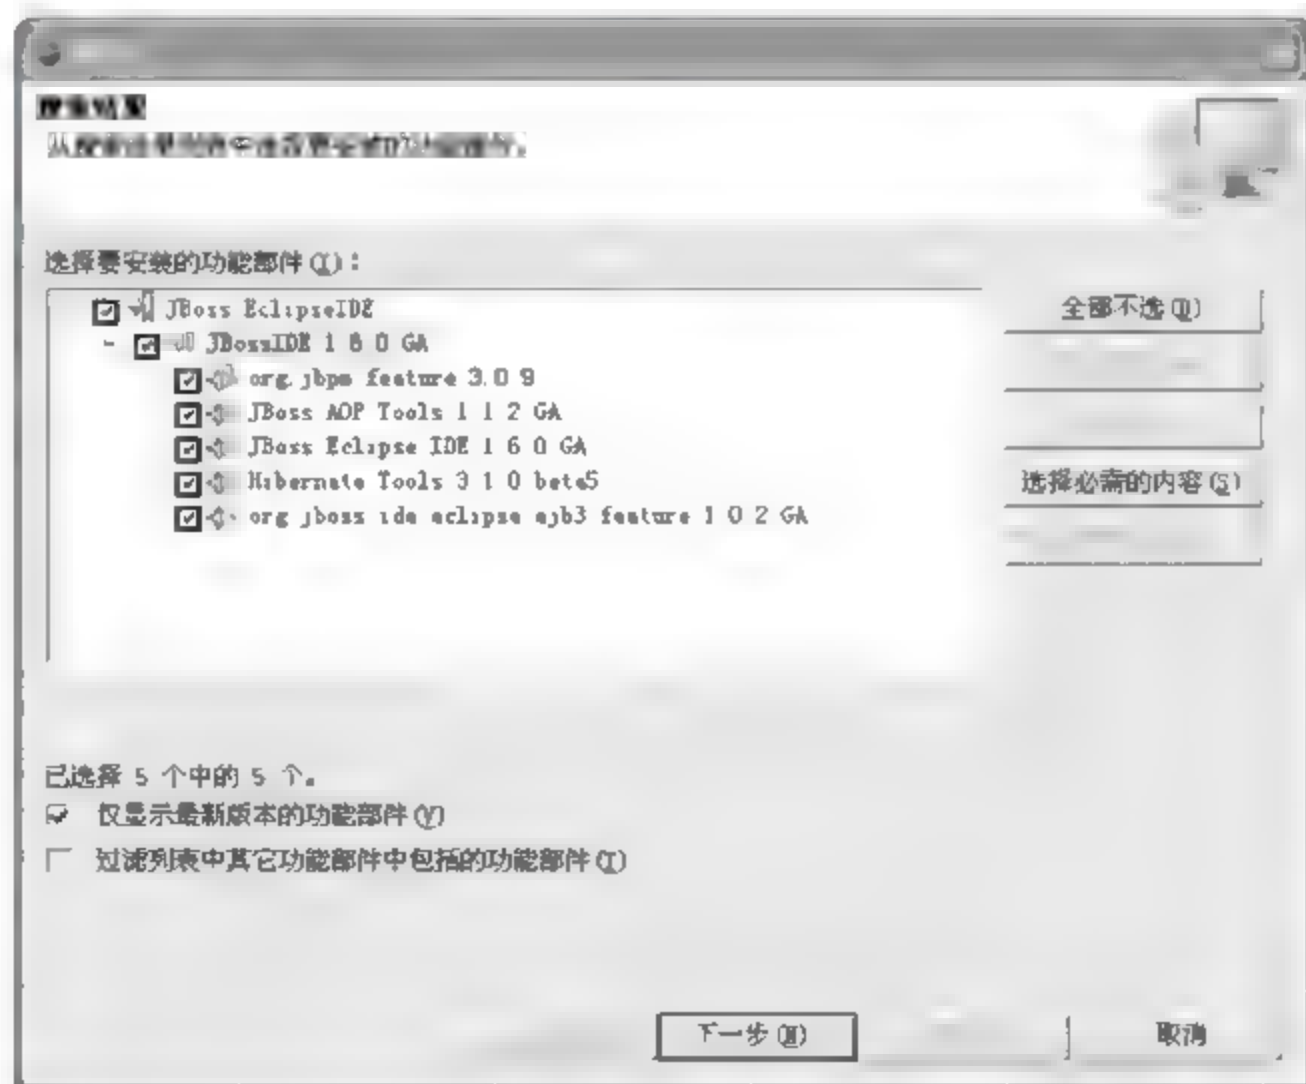 搜索结果
选择要安装的功能部件(I)：
JBoss EclipseIDE
JBossIDE 1 6 0 GA
org.jbpm feature 3.0 9
JBoss AOP Tools 1 1 2 GA
JBoss Eclipse IDE 1 6 0 GA
Hibernate Tools 3 1 0 beta5
org jboss ide eclipse ejb3 feature 1 0 2 GA
全部不选(D)
选择必需的内容(S)
已选择 5 个中的 5 个。
仅显示最新版本的功能部件(V)
过滤列表中其它功能部件中包括的功能部件(I)
下一步(N)
取消